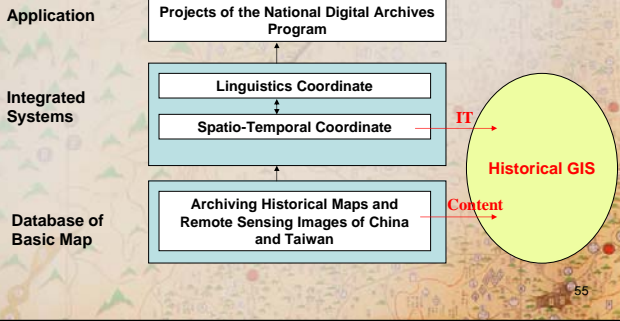 Application
Projects of the National Digital Archives
Program
Integrated
Systems
Linguistics Coordinate
Spatio-Temporal Coordinate
IT
Historical GIS
Database of
Basic Map
Archiving Historical Maps and
Remote Sensing Images of China
and Taiwan
Content
55